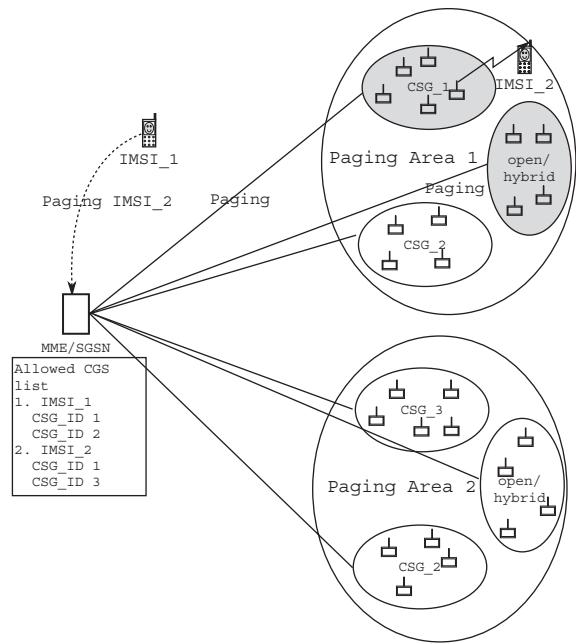 CSG_1
IMSI_2
IMSI_1
Paging Area 1
open/
hybrid
Paging IMSI_2
Paging
Paging
CSG_2
MME/SGSN
Allowed CGS
list
1. IMSI_1
CSG_ID 1
CSG_ID 2
2. IMSI_2
CSG_ID 1
CSG_ID 3
CSG_3
Paging Area 2
open/
hybrid
CSG_2